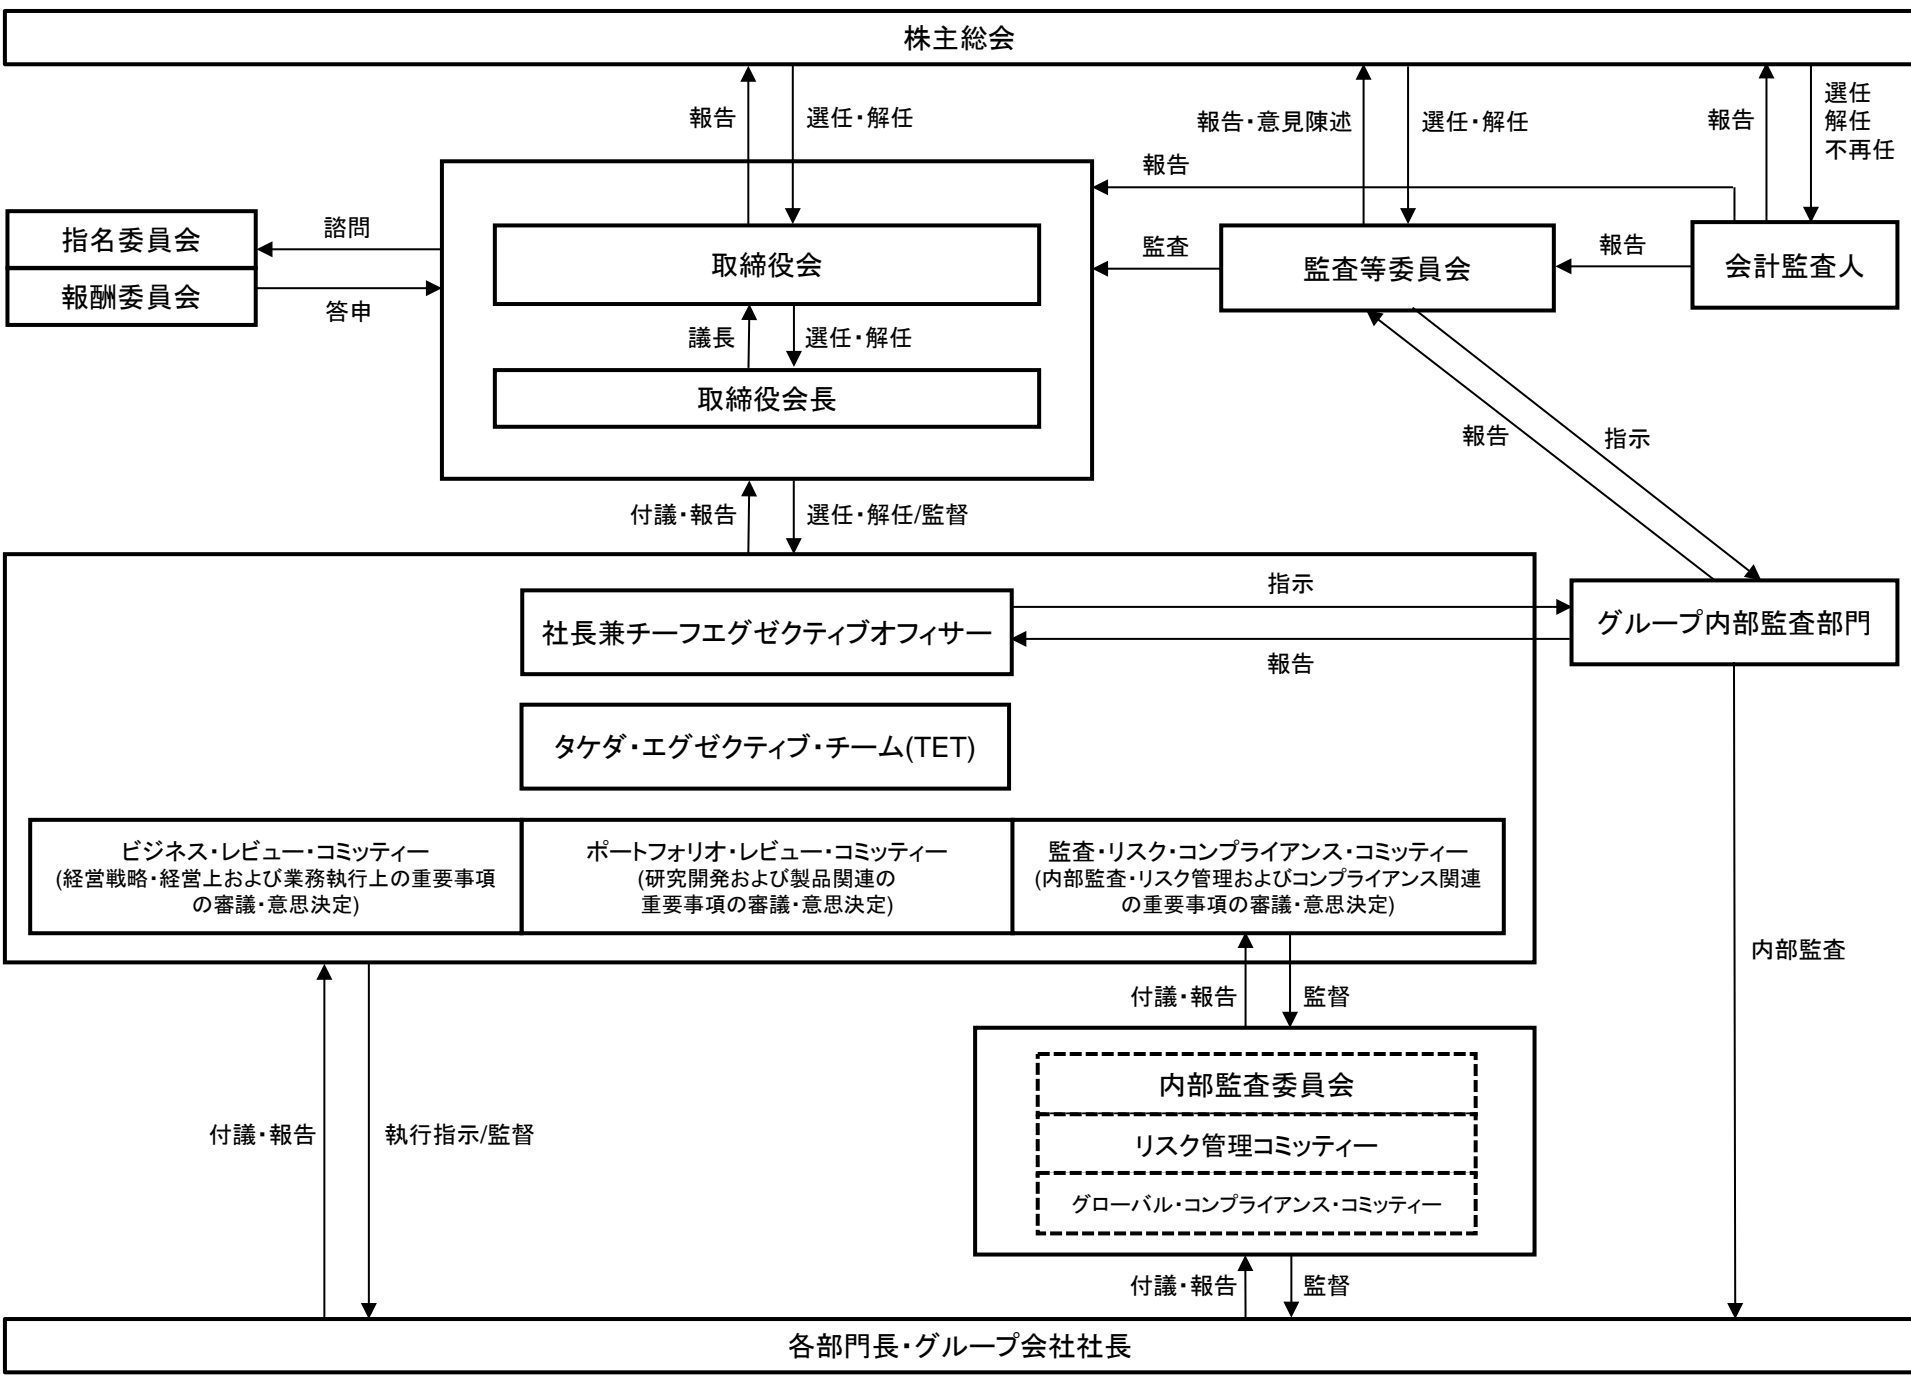 株主総会
報告
選任・解任
報告・意見陳述
選任・解任
報告
選任
解任
不再任
報告
指名委員会
報酬委員会
諮問
答申
取締役会
議長
選任・解任
取締役会長
監査
監査等委員会
報告
会計監査人
報告
指示
付議・報告
選任・解任/監督
社長兼チーフエグゼクティブオフィサー
指示
報告
グループ内部監査部門
タケダ・エグゼクティブ・チーム(TET)
ビジネス・レビュー・コミッティー
(経営戦略・経営上および業務執行上の重要事項
の審議・意思決定)
ポートフォリオ・レビュー・コミッティー
(研究開発および製品関連の
重要事項の審議・意思決定)
監査・リスク・コンプライアンス・コミッティー
(内部監査・リスク管理およびコンプライアンス関連
の重要事項の審議・意思決定)
内部監査
付議・報告
監督
内部監査委員会
リスク管理コミッティー
グローバル・コンプライアンス・コミッティー
付議・報告
執行指示/監督
付議・報告
監督
各部門長・グループ会社社長